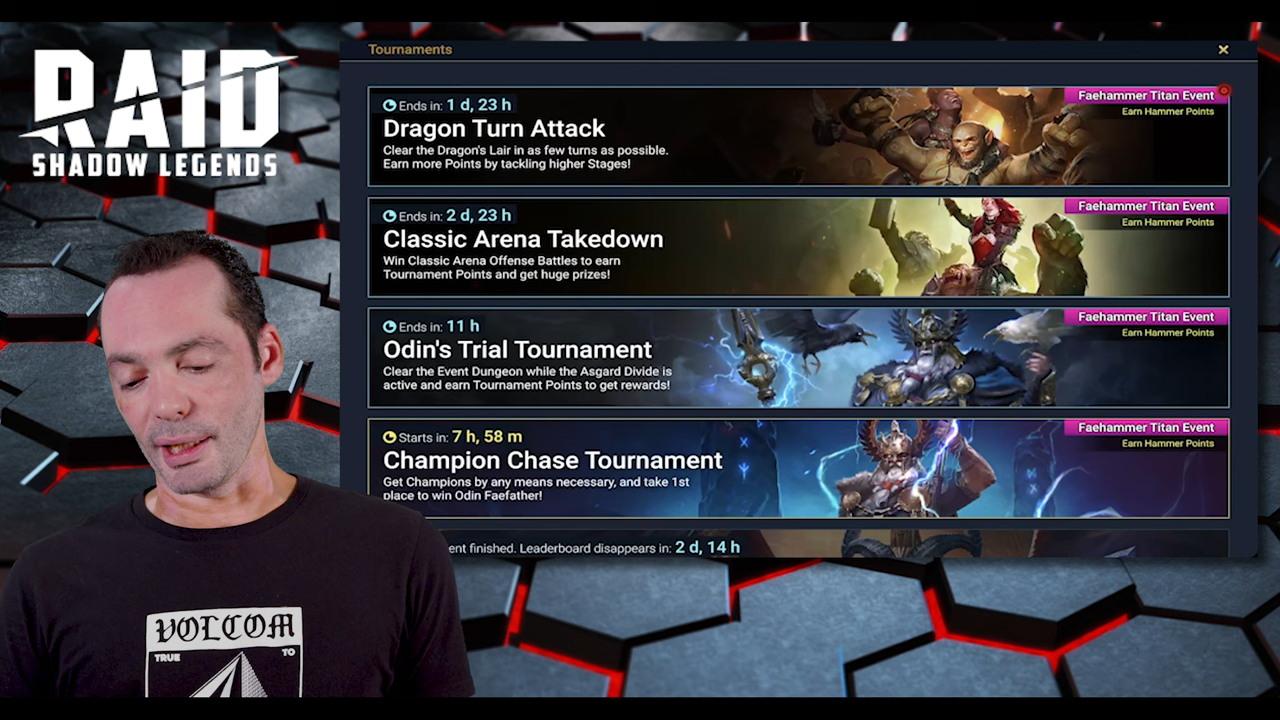 RAID
SHADOW LEGENDS
Tournaments
Ends in: 1 d, 23 h
Dragon Turn Attack
Clear the Dragon's Lair in as few turns as possible.
Earn more Points by tackling higher Stages!
Faehammer Titan Event
Earn Hammer Points
Ends in: 2 d, 23 h
Classic Arena Takedown
Win Classic Arena Offense Battles to earn
Tournament Points and get huge prizes!
Faehammer Titan Event
Earn Hammer Points
Ends in: 11 h
Odin's Trial Tournament
Clear the Event Dungeon while the Asgard Divide is
active and earn Tournament Points to get rewards!
Faehammer Titan Event
Earn Hammer Points
Starts in: 7 h, 58 m
Champion Chase Tournament
Get Champions by any means necessary, and take 1st
place to win Odin Faefather!
Faehammer Titan Event
Earn Hammer Points
ent finished. Leaderboard disappears in: 2 d, 14 h
VOLCOM
TRUE TO